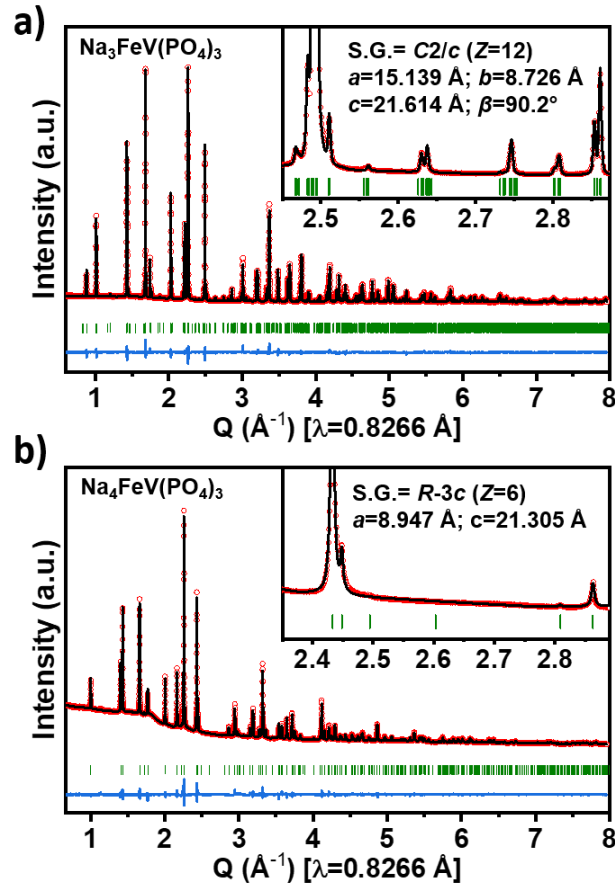 a)
Na3FeV(PO4)3
S.G.= C2/c (Z=12)
a=15.139 Å; b=8.726 Å
c=21.614 Å; β=90.2°
2.5 2.6 2.7 2.8
Intensity (a.u.)
1 2 3 4 5 6 7 8
Q (Å-1) [λ=0.8266 Å]
b)
Na4FeV(PO4)3
S.G.= R-3c (Z=6)
a=8.947 Å; c=21.305 Å
2.4 2.5 2.6 2.7 2.8
Intensity (a.u.)
1 2 3 4 5 6 7 8
Q (Å-1) [λ=0.8266 Å]